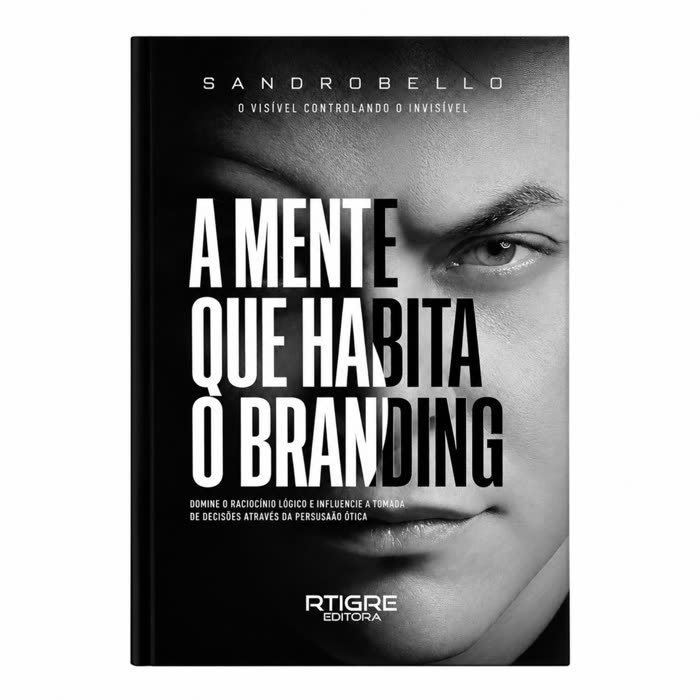 SANDROBELLO
O VISÍVEL CONTROLANDO O INVISÍVEL
A MENTE
QUE HABITA
O BRANDING
DOMINE O RACIOCÍNIO LÓGICO E INFLUENCIE A TOMADA
DE DECISÕES ATRAVÉS DA PERSUSAÃO ÓTICA
RTIGRE
EDITORA